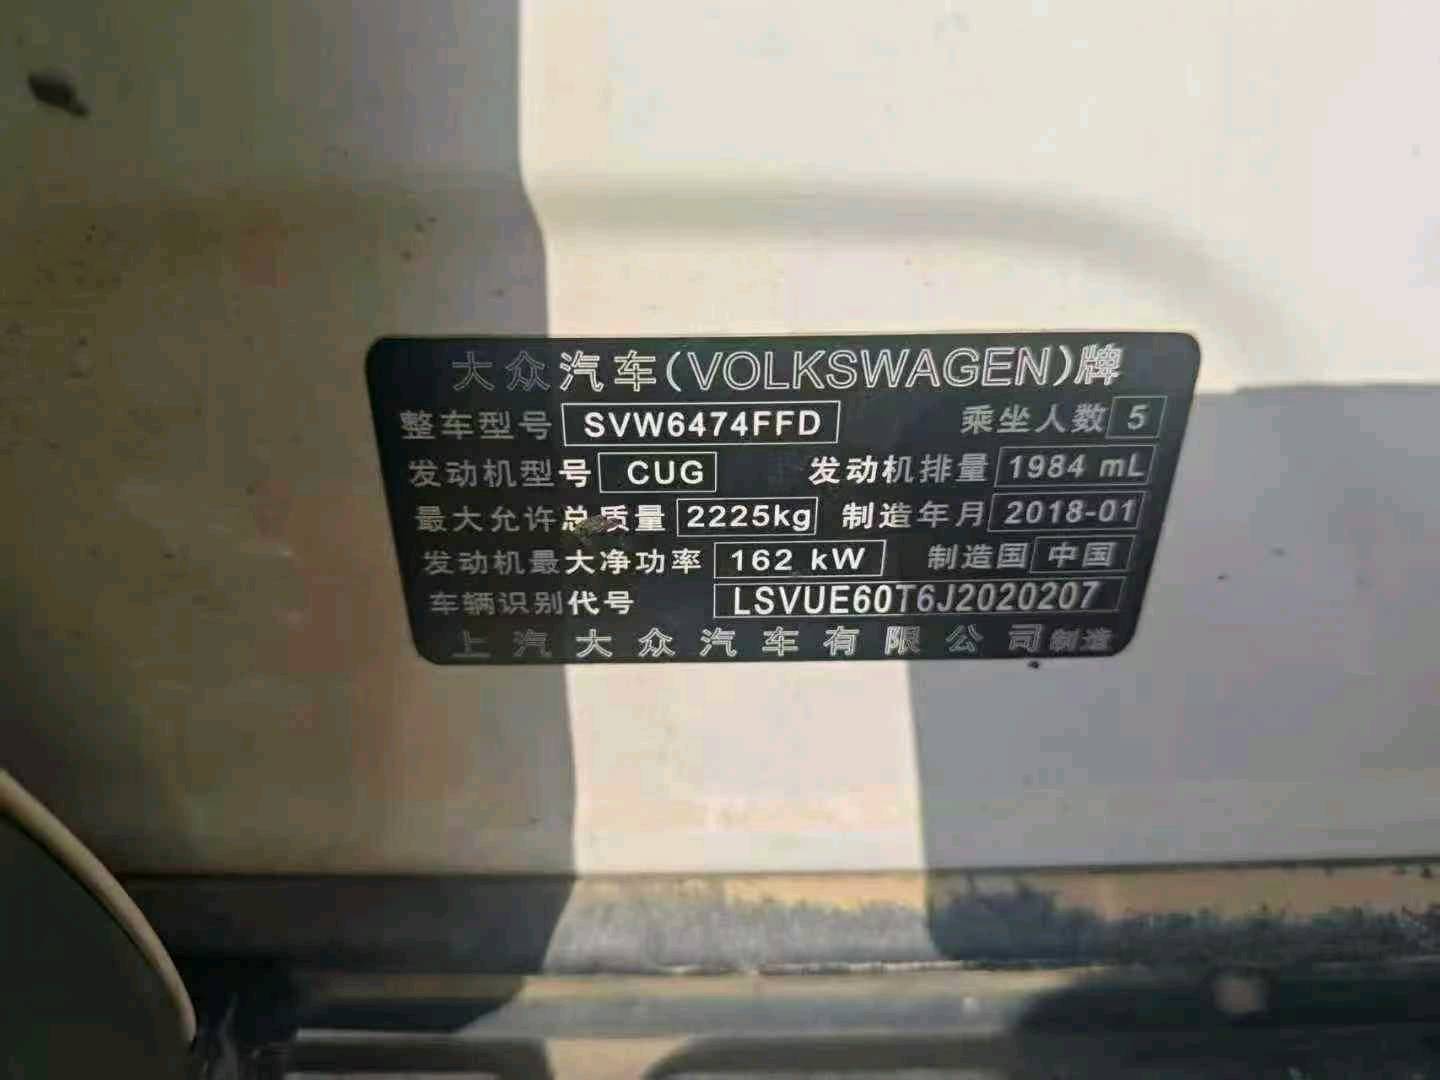 大众汽车(VOLKSWAGEN)牌
整车型号 SVW6474FFD 乘坐人数 5
发动机型号 CUG 发动机排量 1984 mL
最大允许总质量 2225kg 制造年月 2018-01
发动机最大净功率 162 kW 制造国 中国
车辆识别代号 LSVUE60T6J2020207
上汽大众汽车有限公司制造